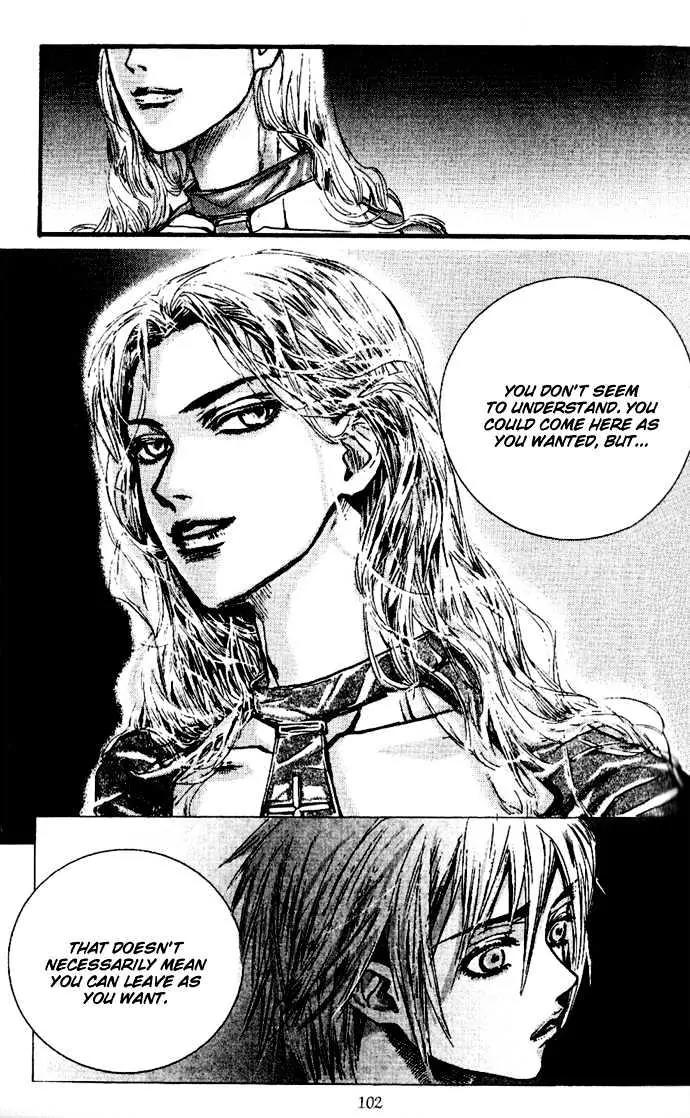 YOU DON'T SEEM
TO UNDERSTAND. YOU
COULD COME HERE AS
YOU WANTED, BUT...
THAT DOESN'T
NECESSARILY MEAN
YOU CAN LEAVE AS
YOU WANT.
102